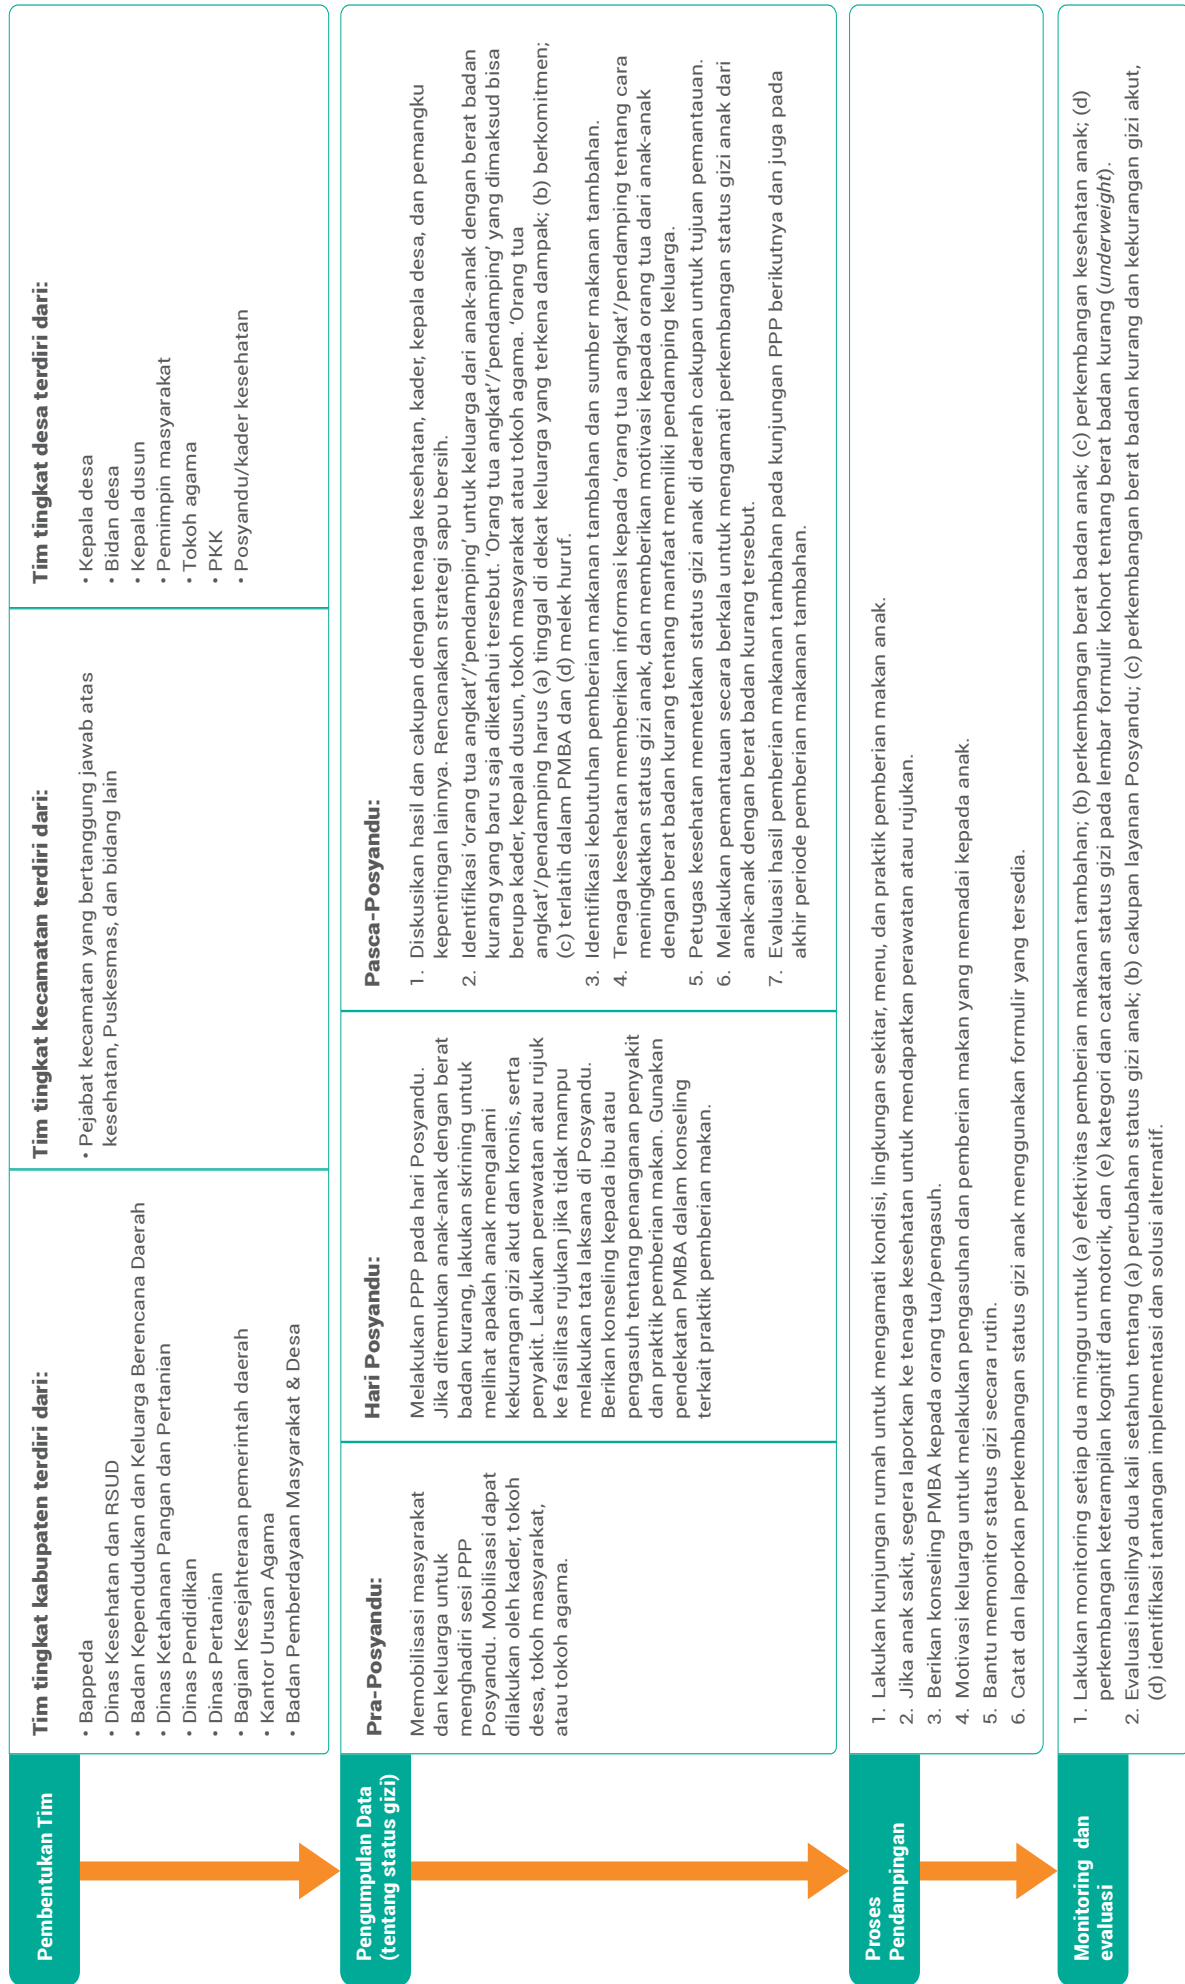 Pembentukan Tim
Tim tingkat kabupaten terdiri dari:
• Bappeda
• Dinas Kesehatan dan RSUD
• Badan Kependudukan dan Keluarga Berencana Daerah
• Dinas Ketahanan Pangan dan Pertanian
• Dinas Pendidikan
• Dinas Pertanian
• Bagian Kesejahteraan pemerintah daerah
• Kantor Urusan Agama
• Badan Pemberdayaan Masyarakat & Desa
Tim tingkat kecamatan terdiri dari:
• Pejabat kecamatan yang bertanggung jawab atas
kesehatan, Puskesmas, dan bidang lain
Tim tingkat desa terdiri dari:
• Kepala desa
• Bidan desa
• Kepala dusun
• Pemimpin masyarakat
• Tokoh agama
• PKK
• Posyandu/kader kesehatan
Pengumpulan Data
(tentang status gizi)
Pra-Posyandu:
Memobilisasi masyarakat
dan keluarga untuk
menghadiri sesi PPP
Posyandu. Mobilisasi dapat
dilakukan oleh kader, tokoh
desa, tokoh masyarakat,
atau tokoh agama.
Hari Posyandu:
Melakukan PPP pada hari Posyandu.
Jika ditemukan anak-anak dengan berat
badan kurang, lakukan skrining untuk
melihat apakah anak mengalami
kekurangan gizi akut dan kronis, serta
penyakit. Lakukan perawatan atau rujuk
ke fasilitas rujukan jika tidak mampu
melakukan tata laksana di Posyandu.
Berikan konseling kepada ibu atau
pengasuh tentang penanganan penyakit
dan praktik pemberian makan. Gunakan
pendekatan PMBA dalam konseling
terkait praktik pemberian makan.
Pasca-Posyandu:
1. Diskusikan hasil dan cakupan dengan tenaga kesehatan, kader, kepala desa, dan pemangku
kepentingan lainnya. Rencanakan strategi sapu bersih.
2. Identifikasi ‘orang tua angkat’/’pendamping’ untuk keluarga dari anak-anak dengan berat badan
kurang yang baru saja diketahui tersebut. ‘Orang tua angkat’/’pendamping’ yang dimaksud bisa
berupa kader, kepala dusun, tokoh masyarakat atau tokoh agama. ‘Orang tua
angkat’/pendamping harus (a) tinggal di dekat keluarga yang terkena dampak; (b) berkomitmen;
(c) terlatih dalam PMBA dan (d) melek huruf.
3. Identifikasi kebutuhan pemberian makanan tambahan dan sumber makanan tambahan.
4. Tenaga kesehatan memberikan informasi kepada ‘orang tua angkat’/pendamping tentang cara
meningkatkan status gizi anak, dan memberikan motivasi kepada orang tua dari anak-anak
dengan berat badan kurang tentang manfaat memiliki pendamping keluarga.
5. Petugas kesehatan memetakan status gizi anak di daerah cakupan untuk tujuan pemantauan.
6. Melakukan pemantauan secara berkala untuk mengamati perkembangan status gizi anak dari
anak-anak dengan berat badan kurang tersebut.
7. Evaluasi hasil pemberian makanan tambahan pada kunjungan PPP berikutnya dan juga pada
akhir periode pemberian makanan tambahan.
Proses
Pendampingan
1. Lakukan kunjungan rumah untuk mengamati kondisi, lingkungan sekitar, menu, dan praktik pemberian makan anak.
2. Jika anak sakit, segera laporkan ke tenaga kesehatan untuk mendapatkan perawatan atau rujukan.
3. Berikan konseling PMBA kepada orang tua/pengasuh.
4. Motivasi keluarga untuk melakukan pengasuhan dan pemberian makan yang memadai kepada anak.
5. Bantu memonitor status gizi secara rutin.
6. Catat dan laporkan perkembangan status gizi anak menggunakan formulir yang tersedia.
Monitoring dan
evaluasi
1. Lakukan monitoring setiap dua minggu untuk (a) efektivitas pemberian makanan tambahan; (b) perkembangan berat badan anak; (c) perkembangan kesehatan anak; (d)
perkembangan keterampilan kognitif dan motorik, dan (e) kategori dan catatan status gizi pada lembar formulir kohort tentang berat badan kurang (underweight).
2. Evaluasi hasilnya dua kali setahun tentang (a) perubahan status gizi anak; (b) cakupan layanan Posyandu; (c) perkembangan berat badan kurang dan kekurangan gizi akut,
(d) identifikasi tantangan implementasi dan solusi alternatif.